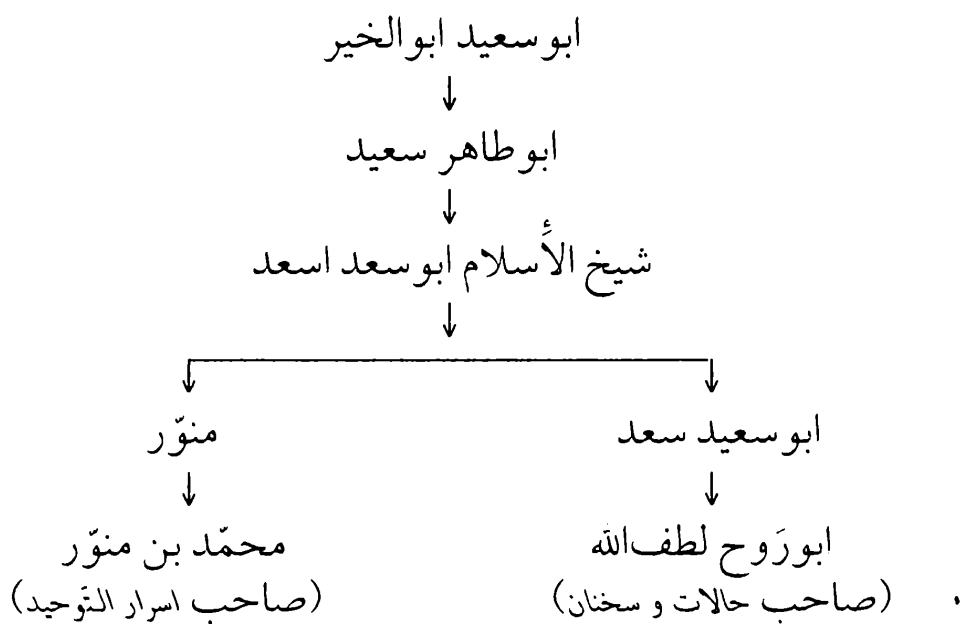 ابوسعید ابوالخیر
ابوطاهر سعید
شیخ الأسلام ابوسعد اسعد
ابوسعید سعد
منوّر
ابورَوح لطف‌الله
محمّد بن منوّر
(صاحب حالات و سخنان)
(صاحب اسرار التّوحید)